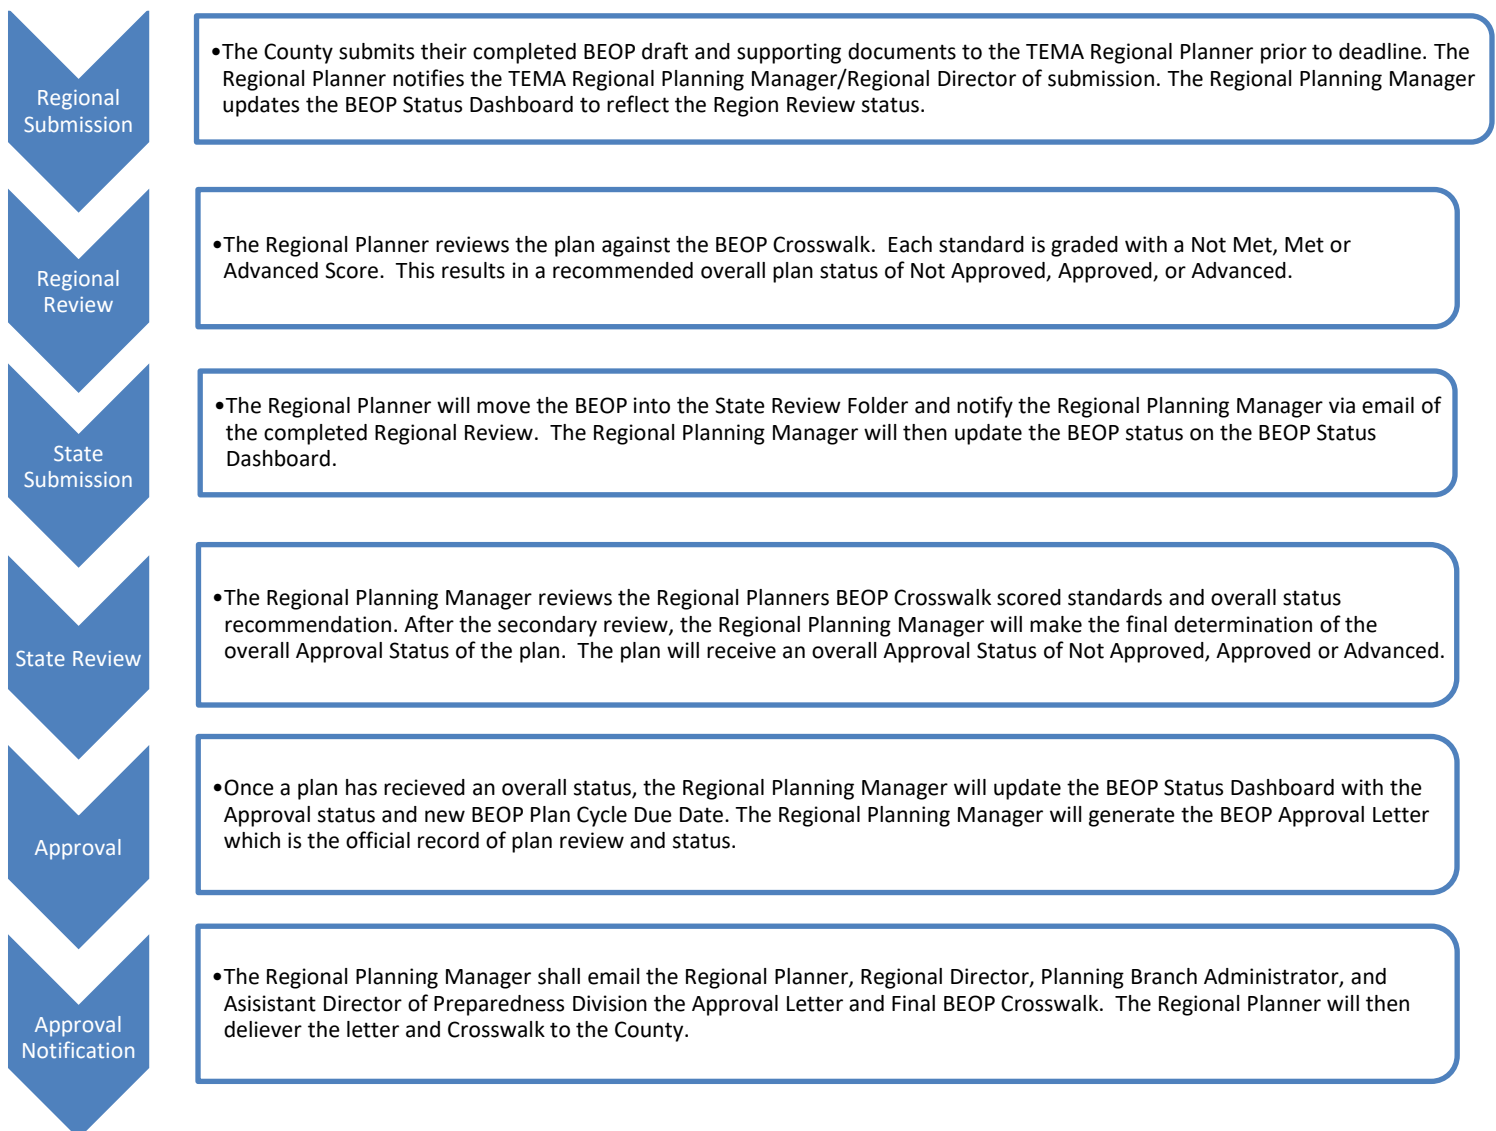 Regional
Submission
•The County submits their completed BEOP draft and supporting documents to the TEMA Regional Planner prior to deadline. The
Regional Planner notifies the TEMA Regional Planning Manager/Regional Director of submission. The Regional Planning Manager
updates the BEOP Status Dashboard to reflect the Region Review status.
Regional
Review
•The Regional Planner reviews the plan against the BEOP Crosswalk.  Each standard is graded with a Not Met, Met or
Advanced Score.  This results in a recommended overall plan status of Not Approved, Approved, or Advanced.
State
Submission
•The Regional Planner will move the BEOP into the State Review Folder and notify the Regional Planning Manager via email of
the completed Regional Review.  The Regional Planning Manager will then update the BEOP status on the BEOP Status
Dashboard.
State Review
•The Regional Planning Manager reviews the Regional Planners BEOP Crosswalk scored standards and overall status
recommendation. After the secondary review, the Regional Planning Manager will make the final determination of the
overall Approval Status of the plan.  The plan will receive an overall Approval Status of Not Approved, Approved or Advanced.
Approval
•Once a plan has recieved an overall status, the Regional Planning Manager will update the BEOP Status Dashboard with the
Approval status and new BEOP Plan Cycle Due Date. The Regional Planning Manager will generate the BEOP Approval Letter
which is the official record of plan review and status.
Approval
Notification
•The Regional Planning Manager shall email the Regional Planner, Regional Director, Planning Branch Administrator, and
Asisistant Director of Preparedness Division the Approval Letter and Final BEOP Crosswalk.  The Regional Planner will then
deliever the letter and Crosswalk to the County.